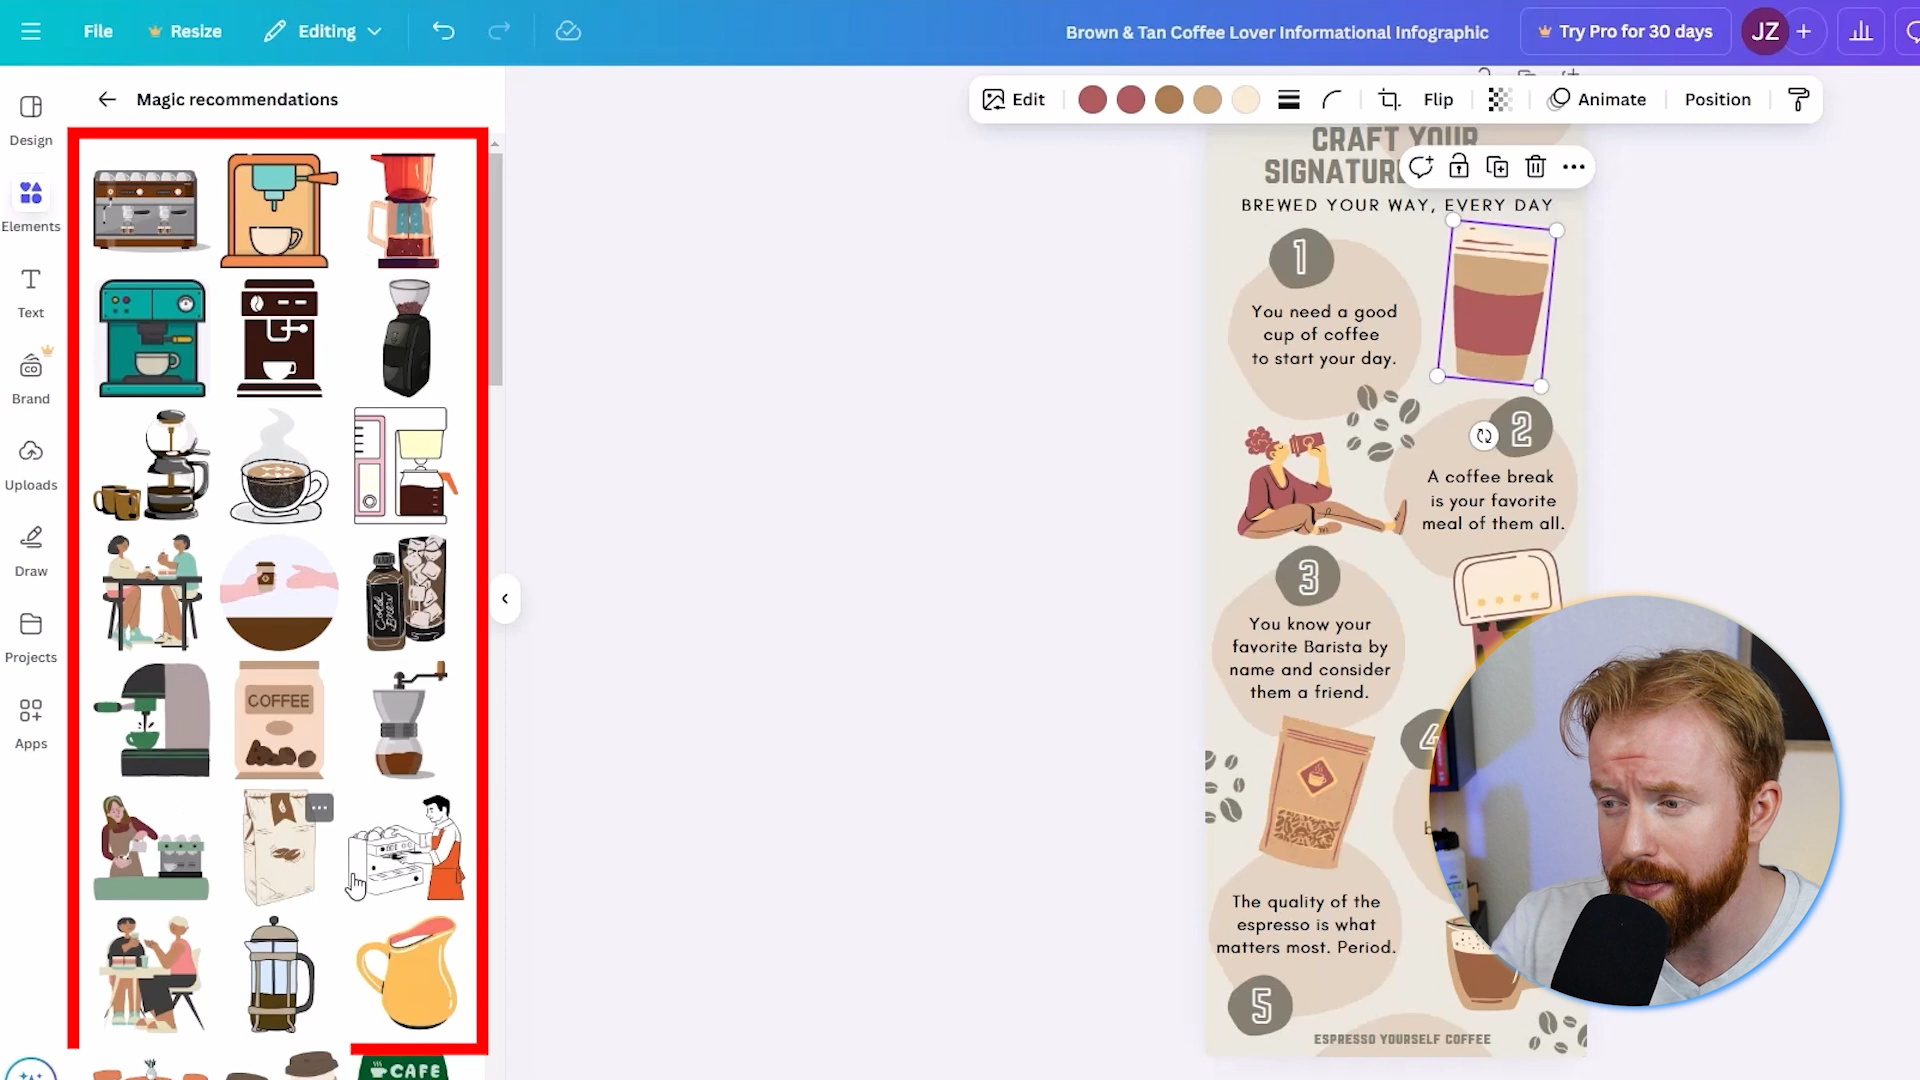 File
Resize
Editing
Brown & Tan Coffee Lover Informational Infographic
Try Pro for 30 days
JZ
Magic recommendations
Edit
Flip
Animate
Position
Design
Elements
Text
Brand
Uploads
Draw
Projects
Apps
Cold
Brew
COFFEE
CAFE
CRAFT YOUR
SIGNATUR
BREWED YOUR WAY, EVERY DAY
1
You need a good
cup of coffee
to start your day.
2
A coffee break
is your favorite
meal of them all.
3
You know your
favorite Barista by
name and consider
them a friend.
4
The quality of the
espresso is what
matters most. Period.
5
ESPRESSO YOURSELF COFFEE